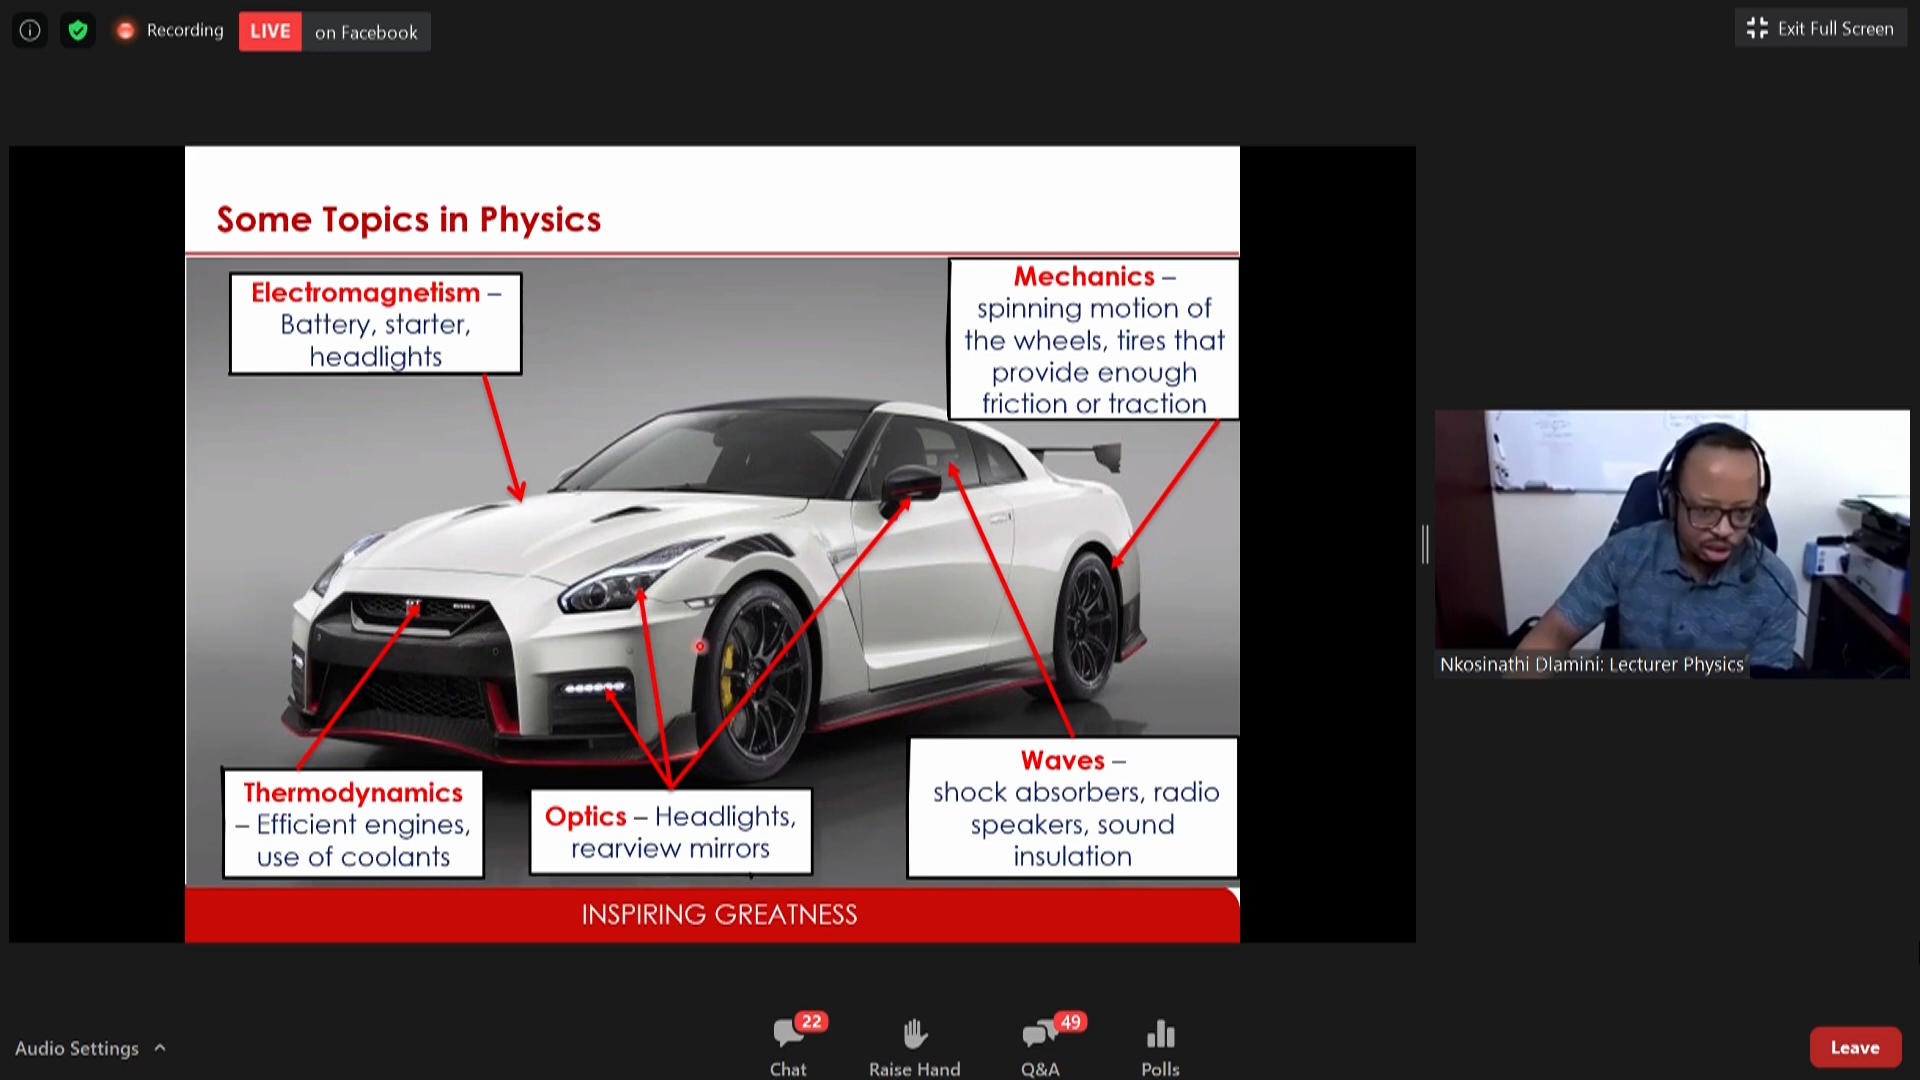 Recording
LIVE on Facebook
Exit Full Screen
Some Topics in Physics
Electromagnetism –
Battery, starter,
headlights
Mechanics –
spinning motion of
the wheels, tires that
provide enough
friction or traction
GT
Thermodynamics
– Efficient engines,
use of coolants
Optics – Headlights,
rearview mirrors
Waves –
shock absorbers, radio
speakers, sound
insulation
INSPIRING GREATNESS
Nkosinathi Dlamini: Lecturer Physics
Audio Settings
22
Chat
Raise Hand
49
Q&A
Polls
Leave